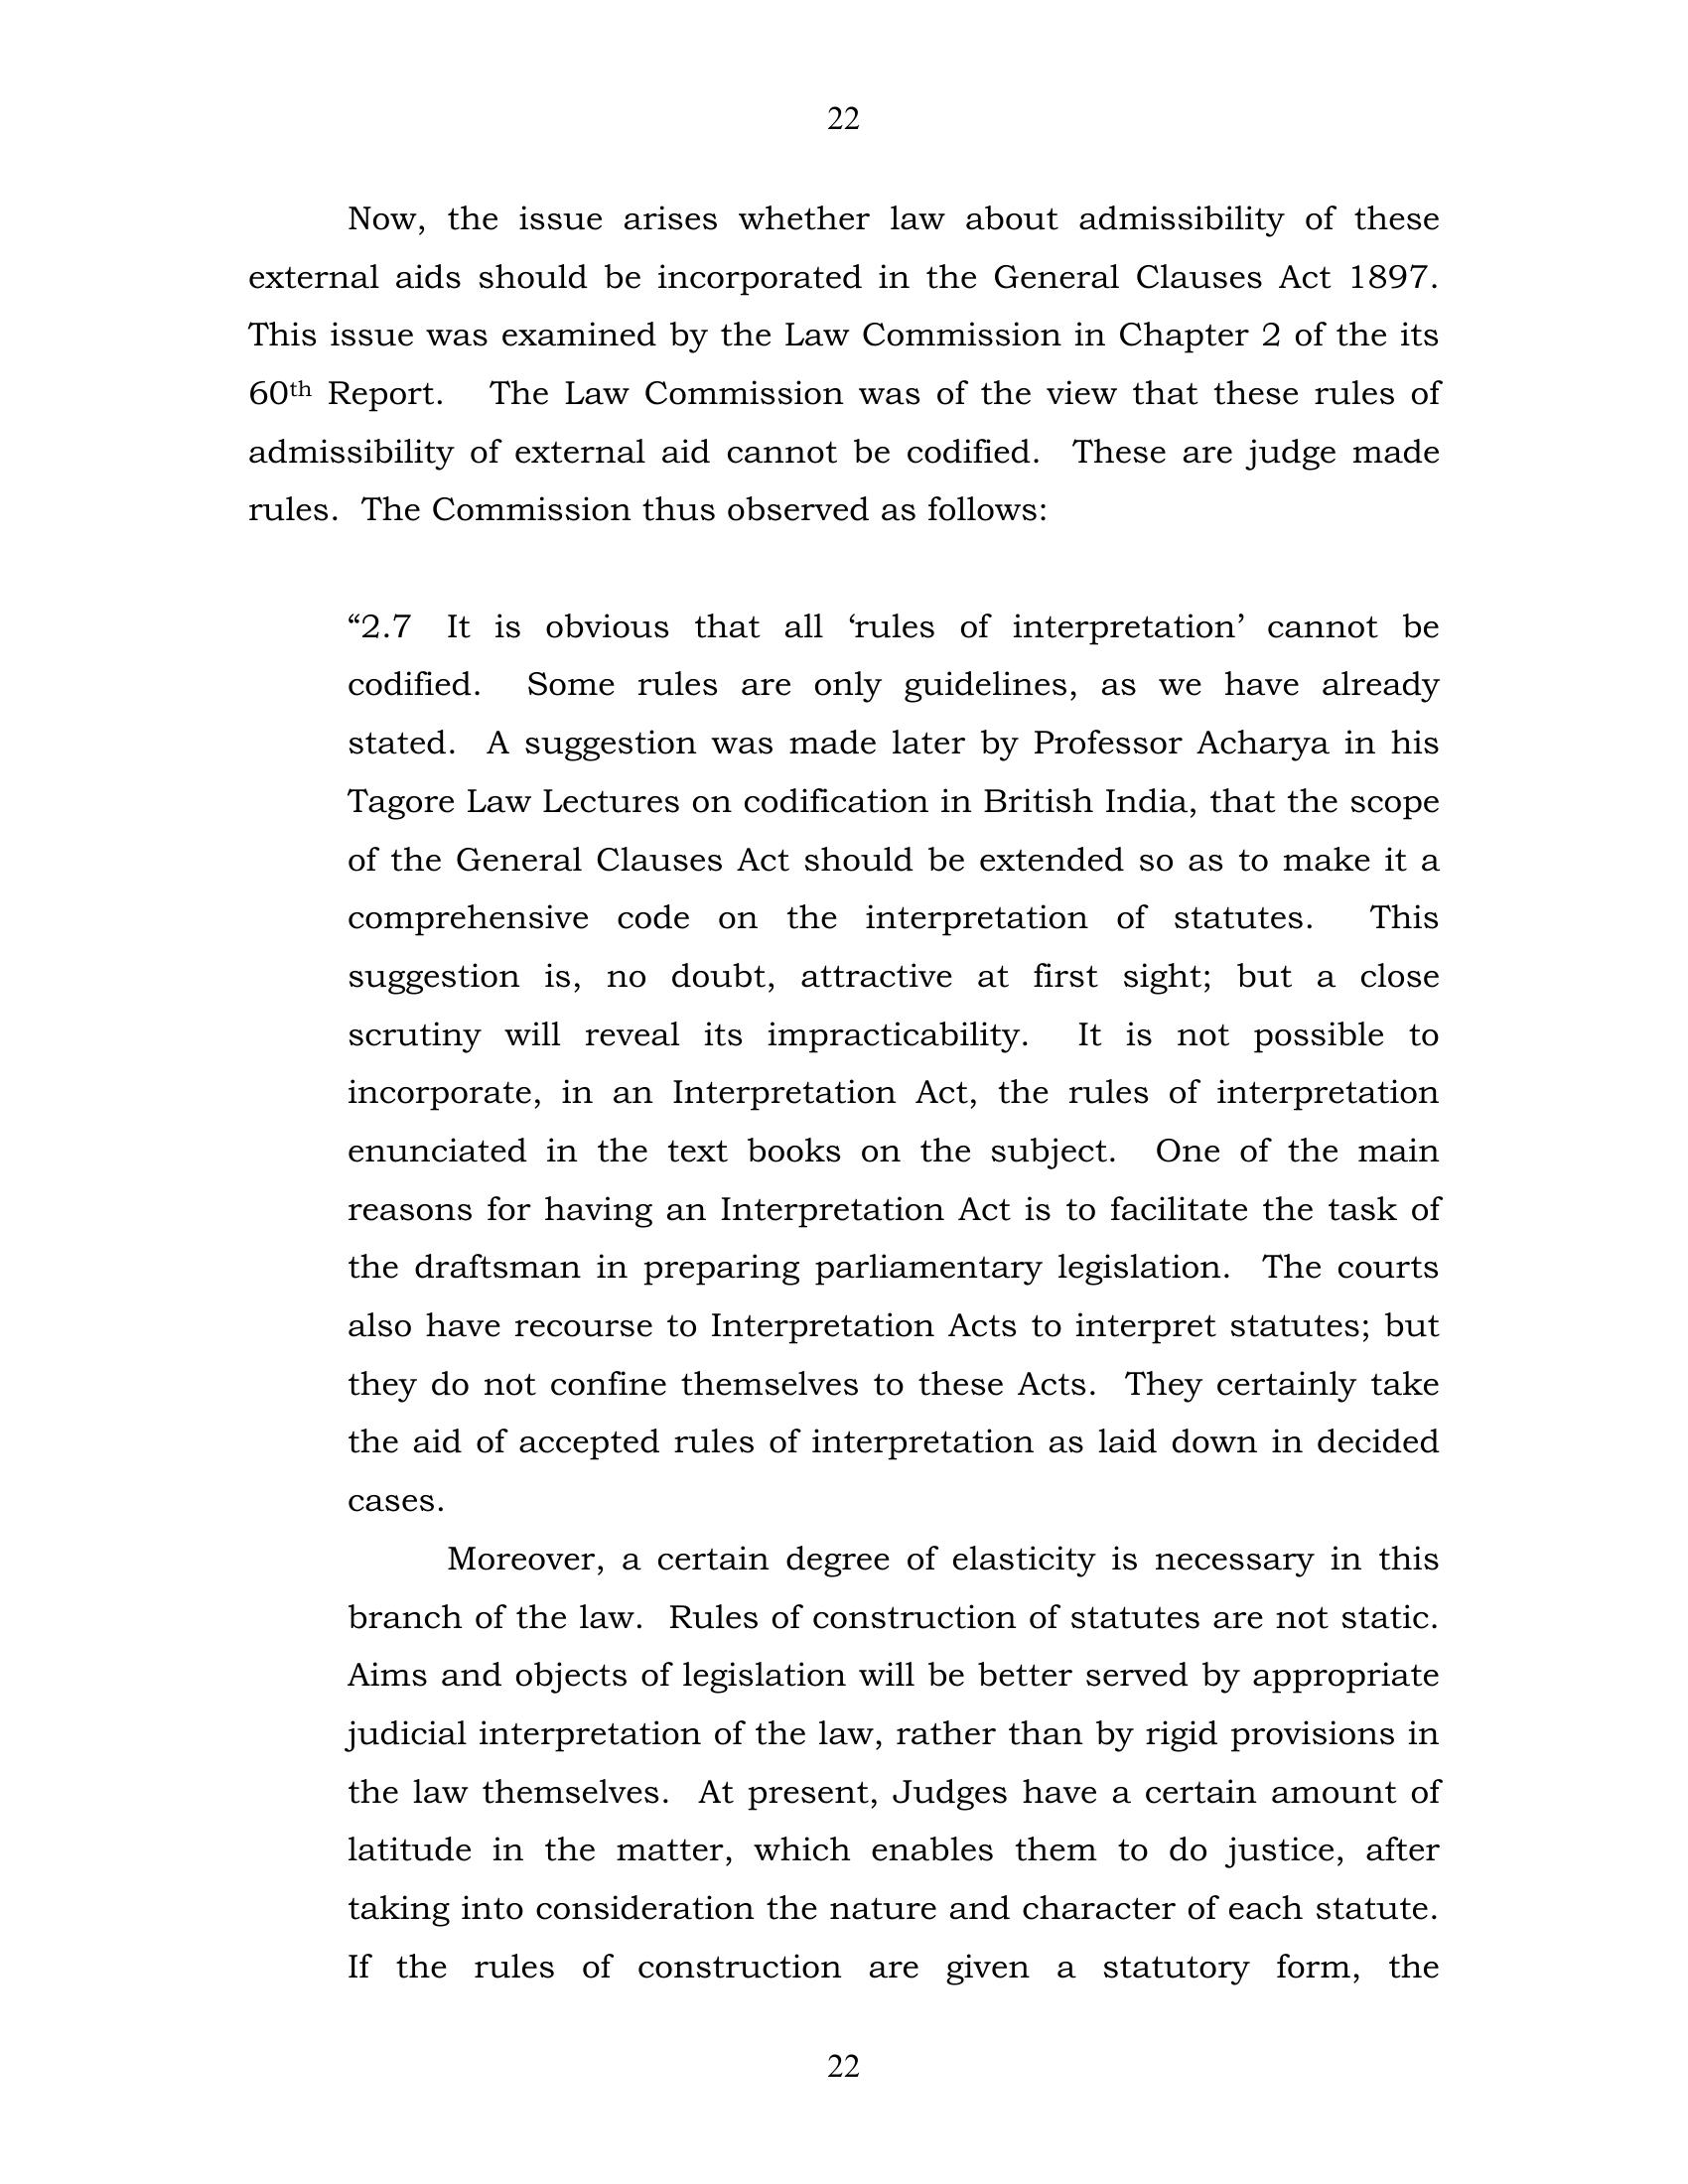 22
Now, the issue arises whether law about admissibility of these
external aids should be incorporated in the General Clauses Act 1897.
This issue was examined by the Law Commission in Chapter 2 of the its
60th Report. The Law Commission was of the view that these rules of
admissibility of external aid cannot be codified. These are judge made
rules. The Commission thus observed as follows:
“2.7 It is obvious that all ‘rules of interpretation’ cannot be
codified. Some rules are only guidelines, as we have already
stated. A suggestion was made later by Professor Acharya in his
Tagore Law Lectures on codification in British India, that the scope
of the General Clauses Act should be extended so as to make it a
comprehensive code on the interpretation of statutes. This
suggestion is, no doubt, attractive at first sight; but a close
scrutiny will reveal its impracticability. It is not possible to
incorporate, in an Interpretation Act, the rules of interpretation
enunciated in the text books on the subject. One of the main
reasons for having an Interpretation Act is to facilitate the task of
the draftsman in preparing parliamentary legislation. The courts
also have recourse to Interpretation Acts to interpret statutes; but
they do not confine themselves to these Acts. They certainly take
the aid of accepted rules of interpretation as laid down in decided
cases.
Moreover, a certain degree of elasticity is necessary in this
branch of the law. Rules of construction of statutes are not static.
Aims and objects of legislation will be better served by appropriate
judicial interpretation of the law, rather than by rigid provisions in
the law themselves. At present, Judges have a certain amount of
latitude in the matter, which enables them to do justice, after
taking into consideration the nature and character of each statute.
If the rules of construction are given a statutory form, the
22